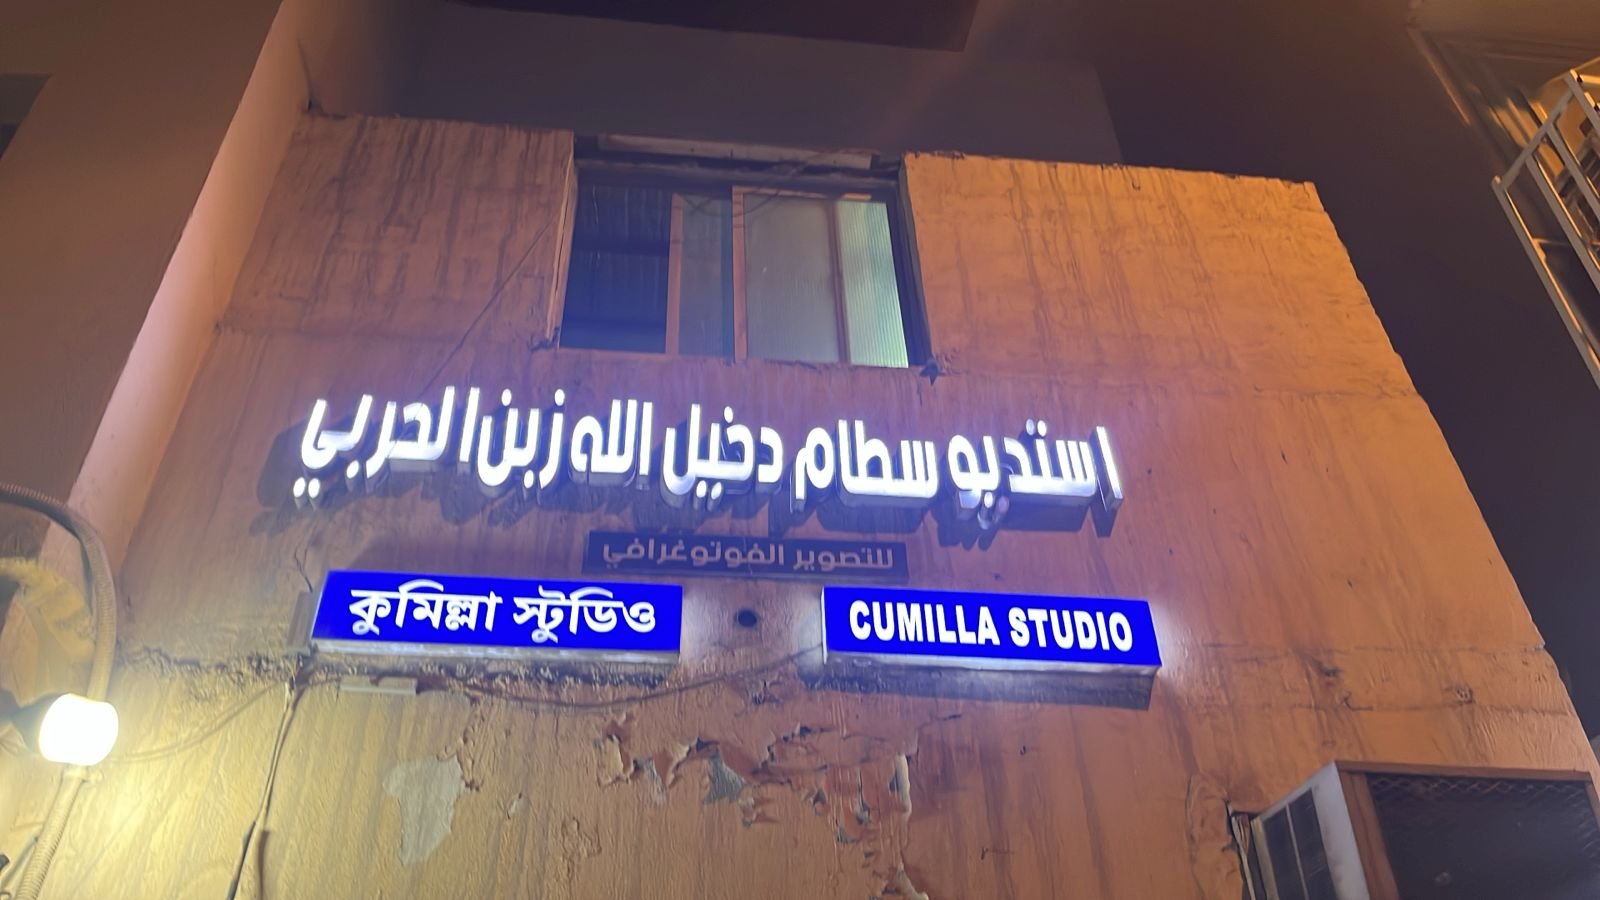 استديو سطام دخيل الله زبن الحربي
للتصوير الفوتوغرافي
কুমিল্লা স্টুডিও
CUMILLA STUDIO